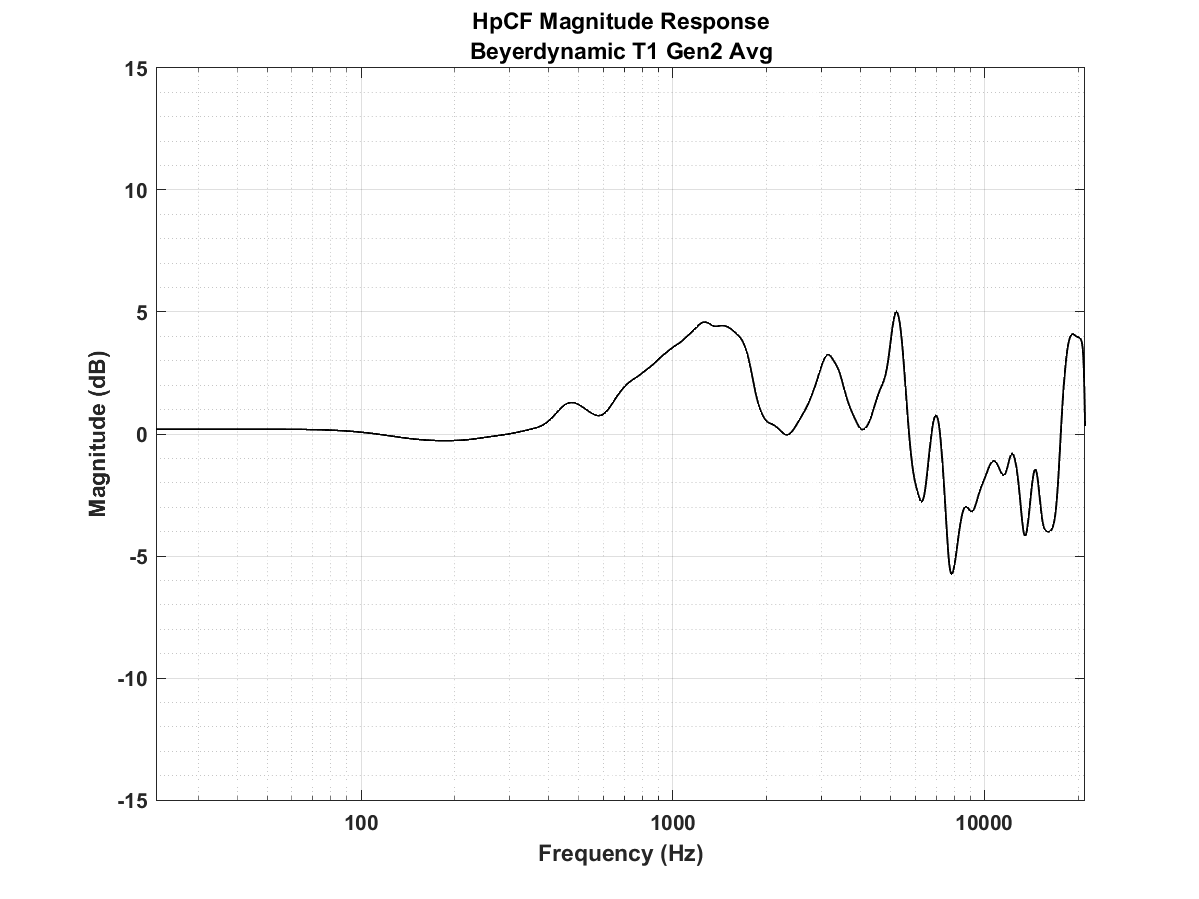 HpCF Magnitude Response
Beyerdynamic T1 Gen2 Avg
15
10
5
0
-5
-10
-15
Magnitude (dB)
100
1000
10000
Frequency (Hz)